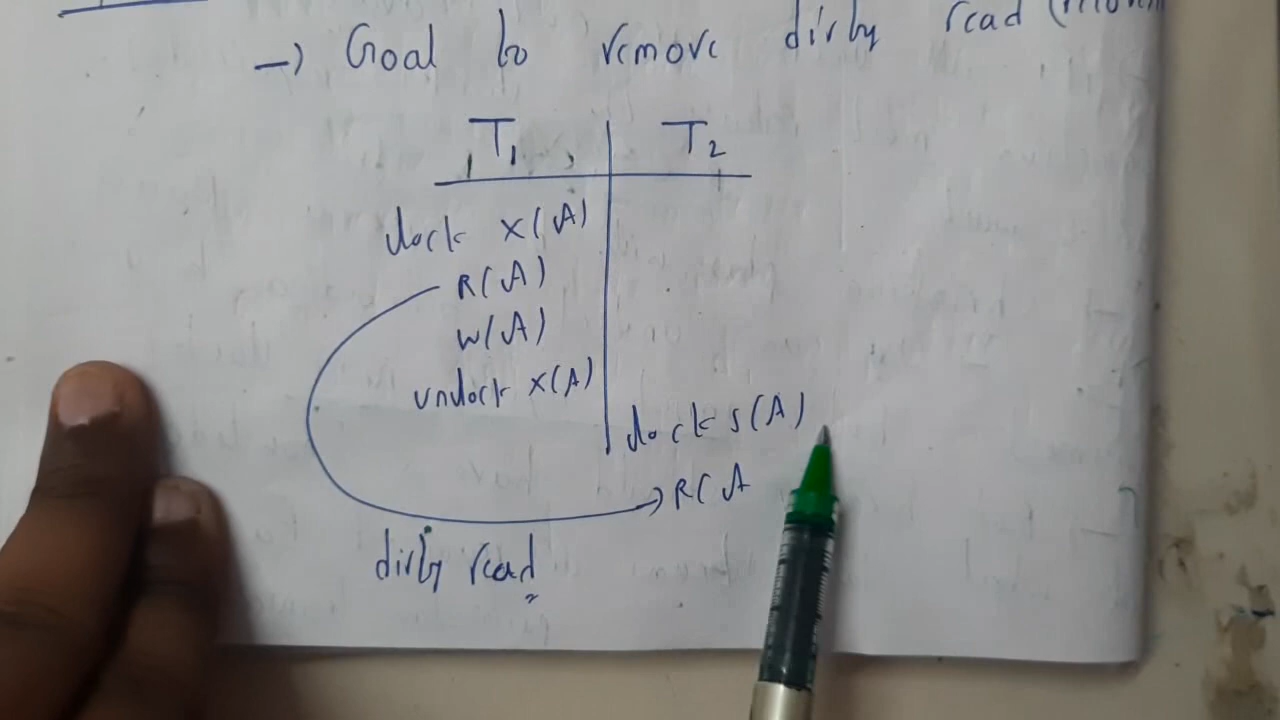 → Goal to remove dirty read
T1 T2
lock X(A)
R(A)
W(A)
unlock X(A)
lock S(A)
R(A
dirty read